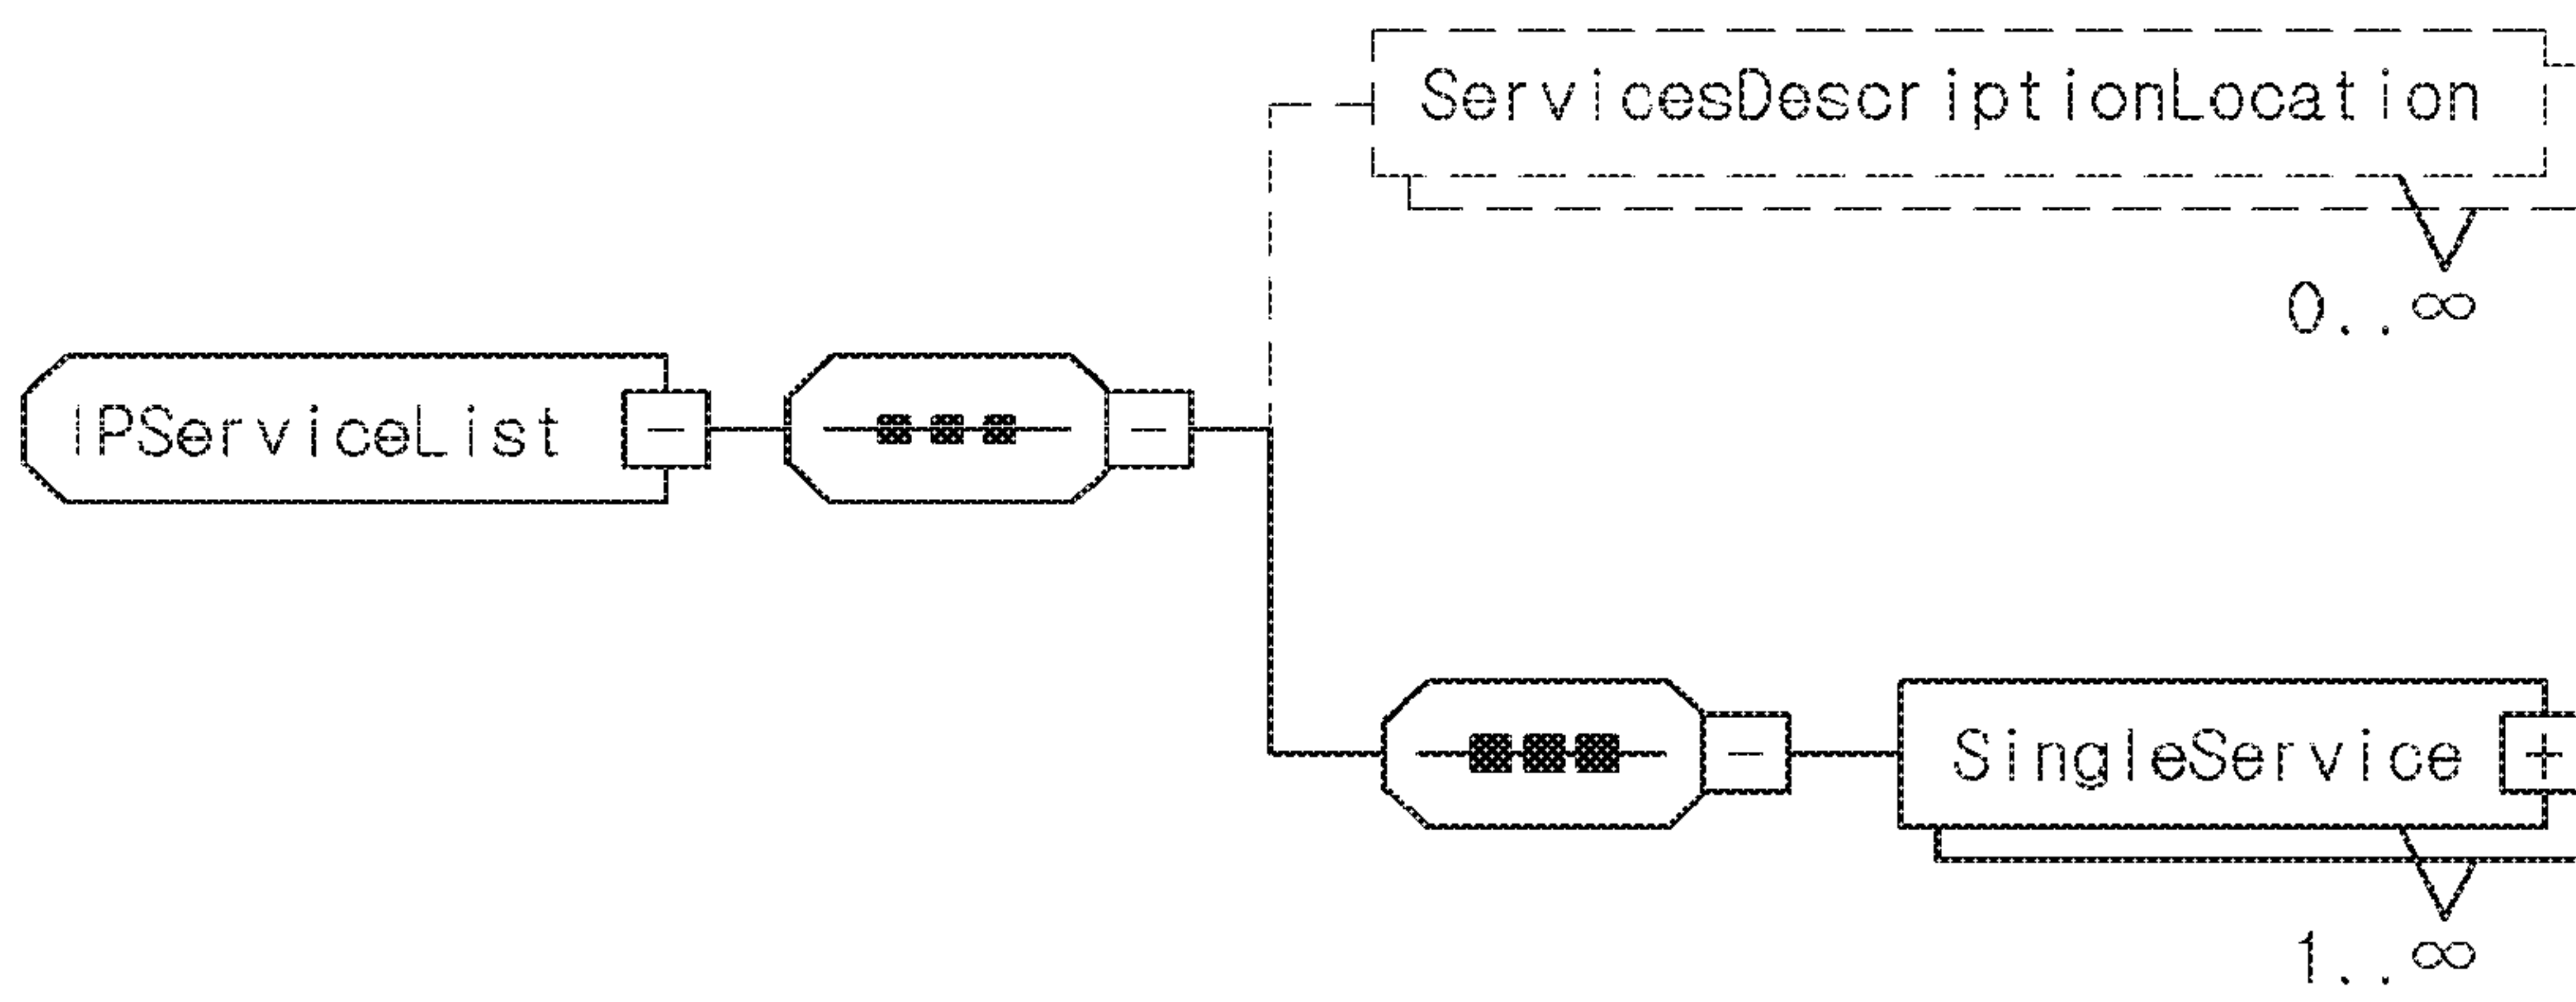 ServicesDescriptionLocation
0..∞
IPServiceList
SingleService
1..∞